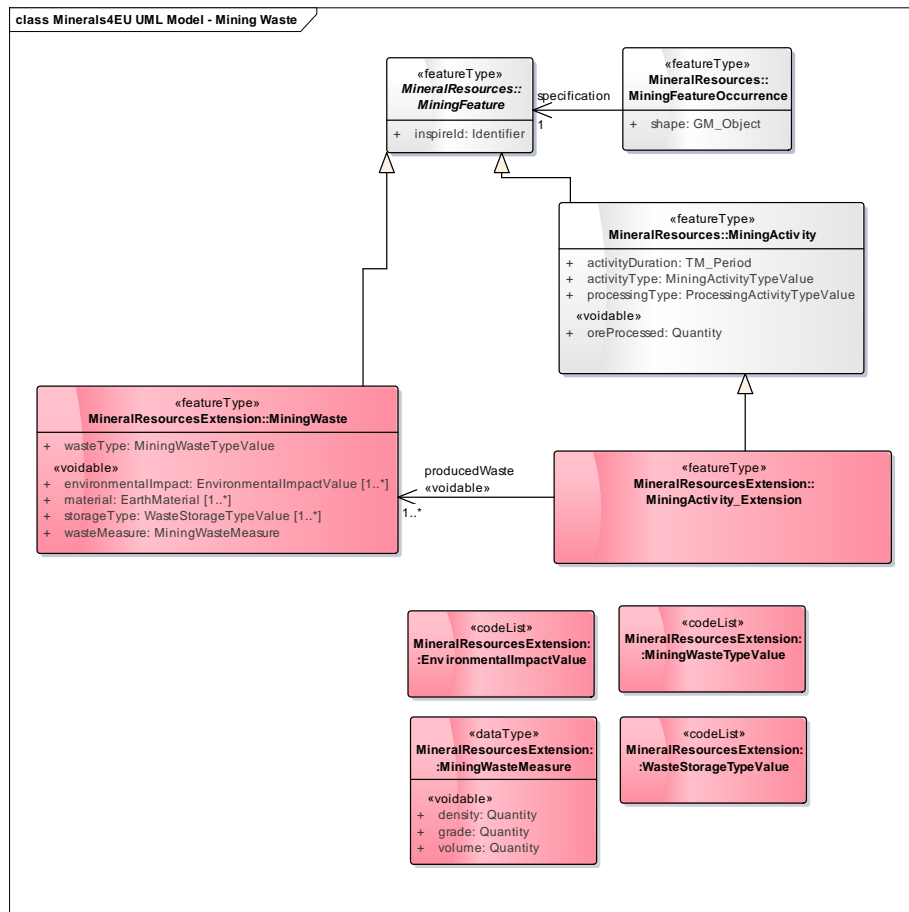 class Minerals4EU UML Model - Mining Waste
«featureType»
MineralResources::
MiningFeature
+ inspireId: Identifier
specification
1
«featureType»
MineralResources::
MiningFeatureOccurrence
+ shape: GM_Object
«featureType»
MineralResources::MiningActivity
+ activityDuration: TM_Period
+ activityType: MiningActivityTypeValue
+ processingType: ProcessingActivityTypeValue
«voidable»
+ oreProcessed: Quantity
«featureType»
MineralResourcesExtension::MiningWaste
+ wasteType: MiningWasteTypeValue
«voidable»
+ environmentalImpact: EnvironmentalImpactValue [1..*]
+ material: EarthMaterial [1..*]
+ storageType: WasteStorageTypeValue [1..*]
+ wasteMeasure: MiningWasteMeasure
producedWaste
«voidable»
1..*
«featureType»
MineralResourcesExtension::
MiningActivity_Extension
«codeList»
MineralResourcesExtension:
:EnvironmentalImpactValue
«codeList»
MineralResourcesExtension:
:MiningWasteTypeValue
«dataType»
MineralResourcesExtension:
:MiningWasteMeasure
«voidable»
+ density: Quantity
+ grade: Quantity
+ volume: Quantity
«codeList»
MineralResourcesExtension:
:WasteStorageTypeValue